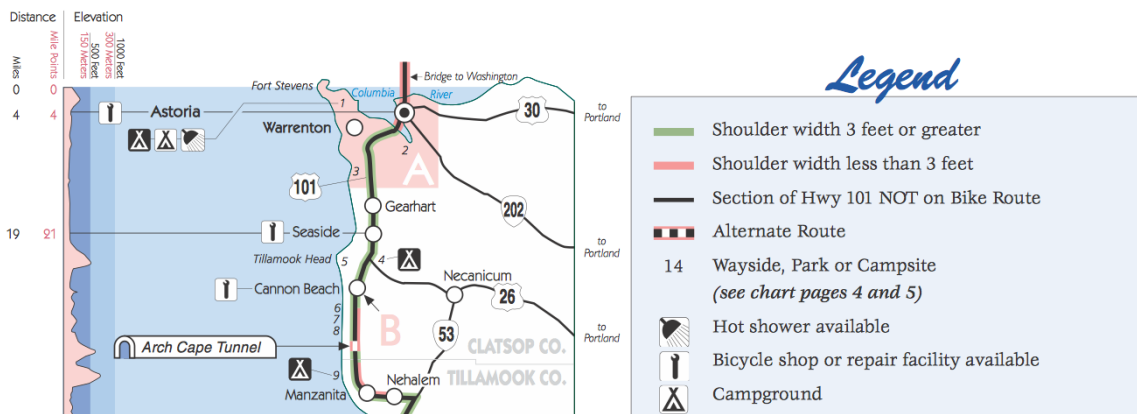 Distance
Elevation
Miles
Mile Points
150 Meters
500 Feet
300 Meters
1000 Feet
0
0
4
4
19
21
Bridge to Washington
Fort Stevens
Columbia
River
1
Astoria
30
to
Portland
Warrenton
2
3
A
101
Gearhart
202
Seaside
to
Portland
Tillamook Head
5
4
Necanicum
Cannon Beach
26
6
7
8
B
53
to
Portland
Arch Cape Tunnel
CLATSOP CO.
TILLAMOOK CO.
9
Nehalem
Manzanita
Legend
Shoulder width 3 feet or greater
Shoulder width less than 3 feet
Section of Hwy 101 NOT on Bike Route
Alternate Route
14
Wayside, Park or Campsite
(see chart pages 4 and 5)
Hot shower available
Bicycle shop or repair facility available
Campground